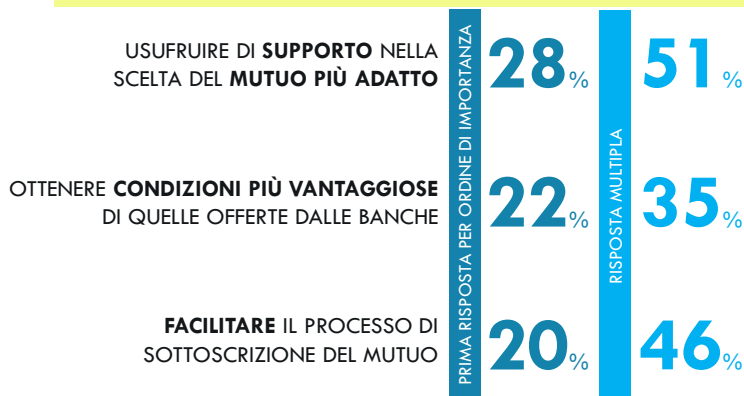 USUFRUIRE DI SUPPORTO NELLA
SCELTA DEL MUTUO PIÙ ADATTO
28%
51%
OTTENERE CONDIZIONI PIÙ VANTAGGIOSE
DI QUELLE OFFERTE DALLE BANCHE
22%
35%
FACILITARE IL PROCESSO DI
SOTTOSCRIZIONE DEL MUTUO
20%
46%
PRIMA RISPOSTA PER ORDINE DI IMPORTANZA
RISPOSTA MULTIPLA